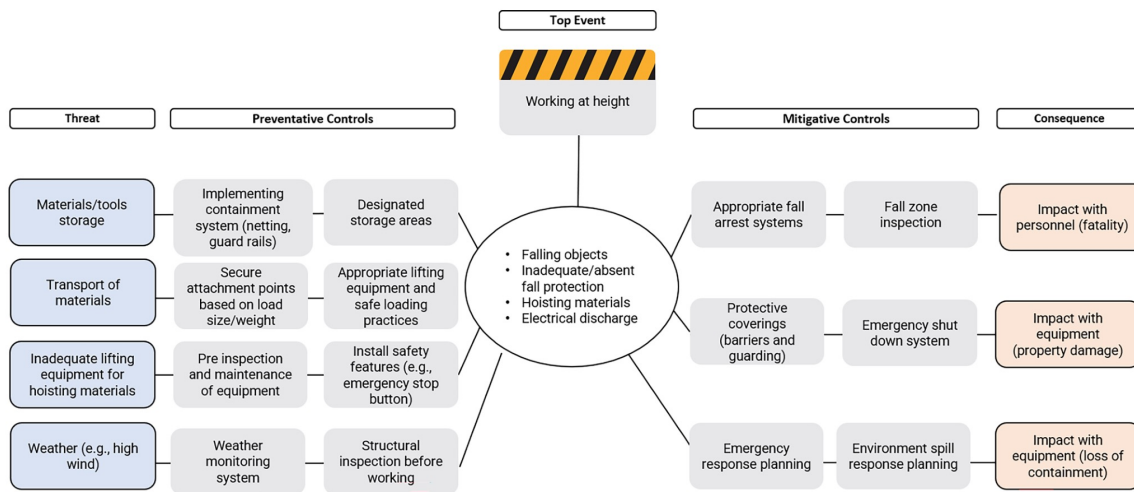 Top Event
Working at height
Threat
Preventative Controls
Mitigative Controls
Consequence
Materials/tools
storage
Implementing
containment
system (netting,
guard rails)
Designated
storage areas
Appropriate fall
arrest systems
Fall zone
inspection
Impact with
personnel (fatality)
Transport of
materials
Secure
attachment points
based on load
size/weight
Appropriate lifting
equipment and
safe loading
practices
• Falling objects
• Inadequate/absent
fall protection
• Hoisting materials
• Electrical discharge
Protective
coverings
(barriers and
guarding)
Emergency shut
down system
Impact with
equipment
(property damage)
Inadequate lifting
equipment for
hoisting materials
Pre inspection
and maintenance
of equipment
Install safety
features (e.g.,
emergency stop
button)
Weather (e.g., high
wind)
Weather
monitoring
system
Structural
inspection before
working
Emergency
response planning
Environment spill
response planning
Impact with
equipment (loss of
containment)